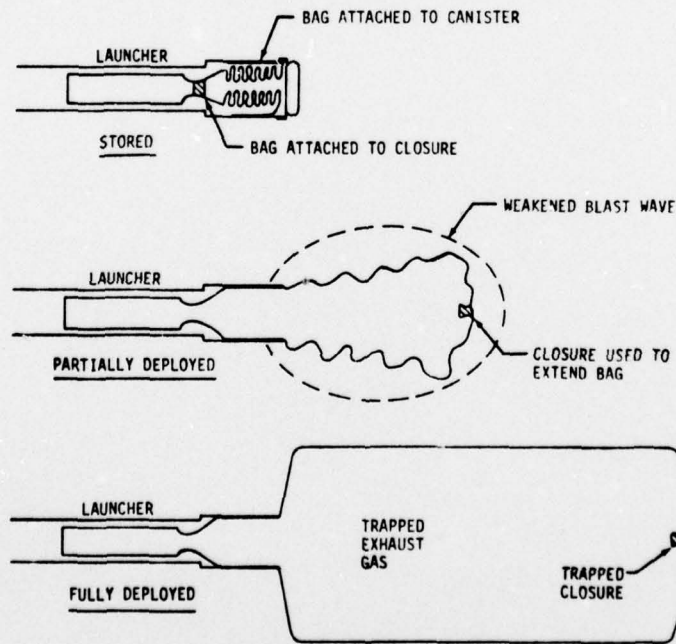 BAG ATTACHED TO CANISTER
LAUNCHER
STORED
BAG ATTACHED TO CLOSURE
WEAKENED BLAST WAVE
LAUNCHER
PARTIALLY DEPLOYED
CLOSURE USED TO
EXTEND BAG
LAUNCHER
TRAPPED
EXHAUST
GAS
TRAPPED
CLOSURE
FULLY DEPLOYED